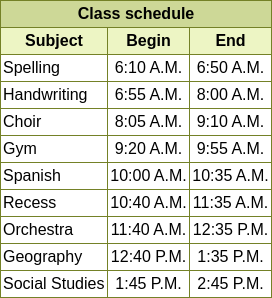 Class schedule
Subject Begin End
Spelling 6:10 A.M. 6:50 A.M.
Handwriting 6:55 A.M. 8:00 A.M.
Choir 8:05 A.M. 9:10 A.M.
Gym 9:20 A.M. 9:55 A.M.
Spanish 10:00 A.M. 10:35 A.M.
Recess 10:40 A.M. 11:35 A.M.
Orchestra 11:40 A.M. 12:35 P.M.
Geography 12:40 P.M. 1:35 P.M.
Social Studies 1:45 P.M. 2:45 P.M.